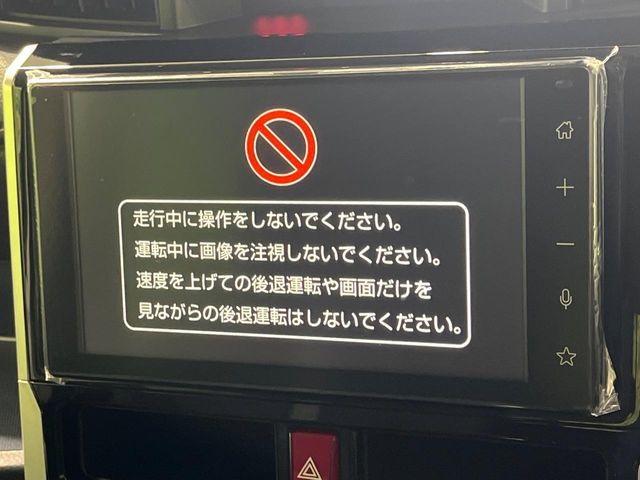 走行中に操作をしないでください。
運転中に画像を注視しないでください。
速度を上げての後退運転や画面だけを
見ながらの後退運転はしないでください。